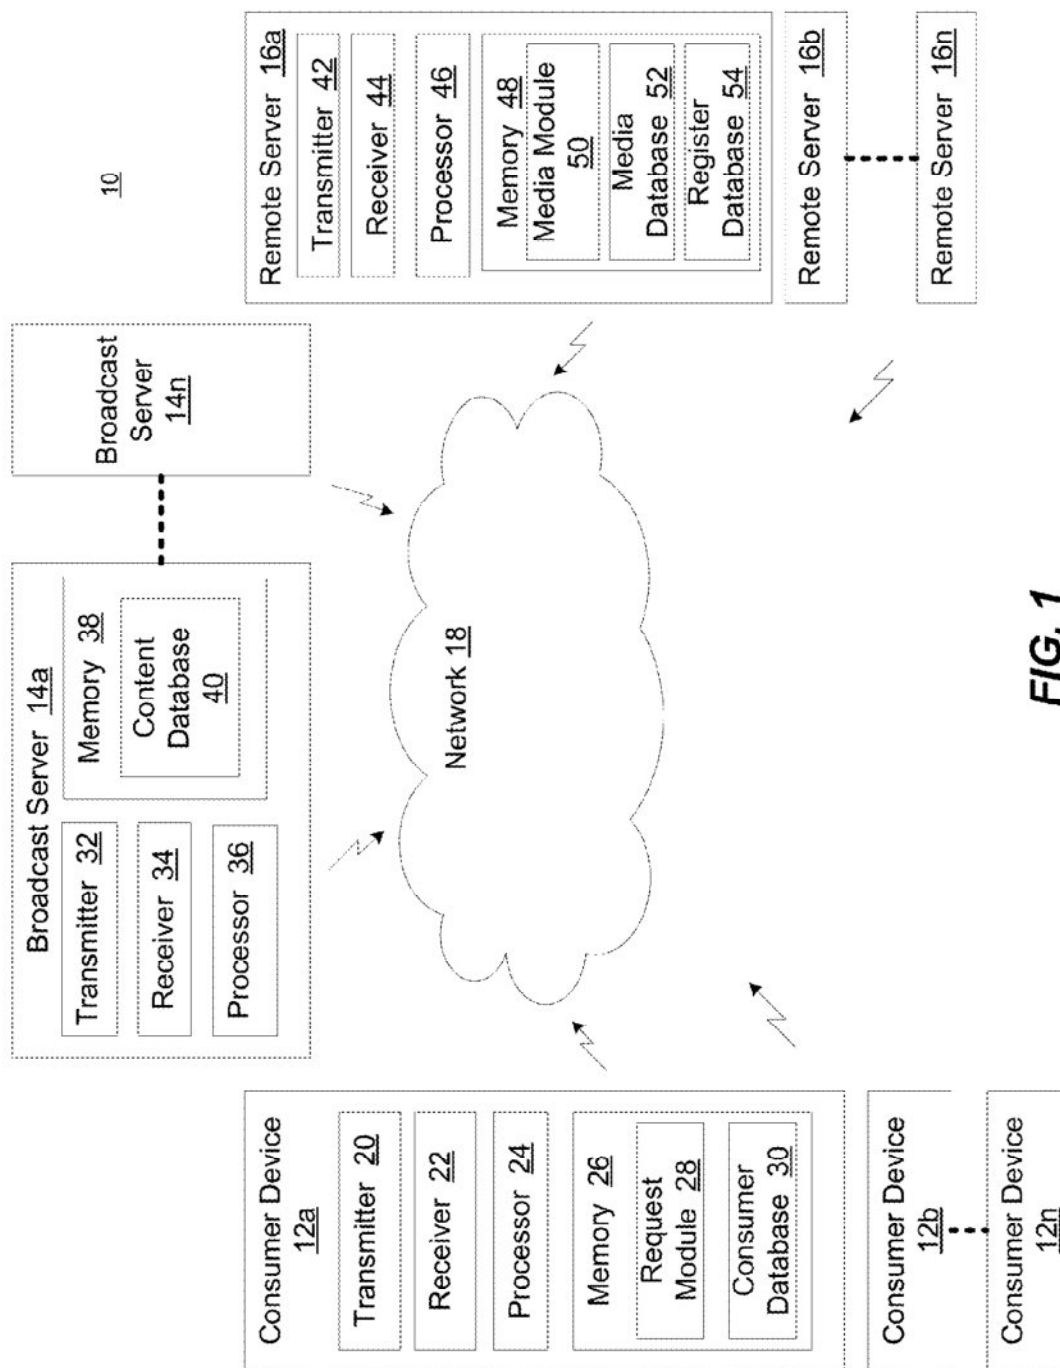 10
Broadcast Server 14a
Transmitter 32
Receiver 34
Processor 36
Memory 38
Content
Database
40
Broadcast
Server
14n
Consumer Device
12a
Transmitter 20
Receiver 22
Processor 24
Memory 26
Request
Module 28
Consumer
Database 30
Consumer Device
12b
Consumer Device
12n
Network 18
Remote Server 16a
Transmitter 42
Receiver 44
Processor 46
Memory 48
Media Module
50
Media
Database 52
Register
Database 54
Remote Server 16b
Remote Server 16n
FIG. 1